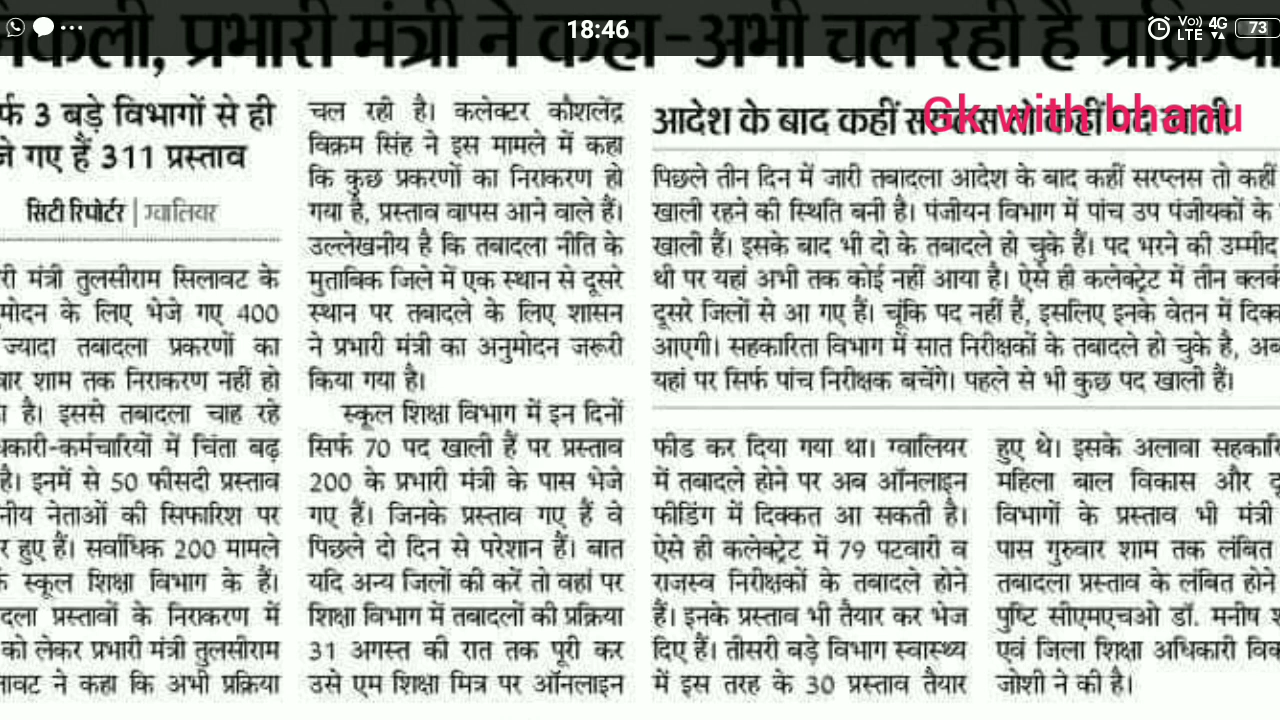 18:46
Vo)) 4G
LTE
73
प्रभारी मंत्री ने कहा-अभी चल रही है
3 बड़े विभागों से ही
गए हैं 311 प्रस्ताव
सिटी रिपोर्टर | ग्वालियर
मंत्री तुलसीराम सिलावट के
के लिए भेजे गए 400
ज्यादा तबादला प्रकरणों का
शाम तक निराकरण नहीं हो
है। इससे तबादला चाह रहे
में चिंता बढ़
है। इनमें से 50 फीसदी प्रस्ताव
नेताओं की सिफारिश पर
हुए हैं। सर्वाधिक 200 मामले
स्कूल शिक्षा विभाग के हैं।
प्रस्तावों के निराकरण में
को लेकर प्रभारी मंत्री तुलसीराम
ने कहा कि अभी प्रक्रिया
चल रही है। कलेक्टर कौशलेंद्र
विक्रम सिंह ने इस मामले में कहा
कि कुछ प्रकरणों का निराकरण हो
गया है, प्रस्ताव वापस आने वाले हैं।
उल्लेखनीय है कि तबादला नीति के
मुताबिक जिले में एक स्थान से दूसरे
स्थान पर तबादले के लिए शासन
ने प्रभारी मंत्री का अनुमोदन जरूरी
किया गया है।
स्कूल शिक्षा विभाग में इन दिनों
सिर्फ 70 पद खाली हैं पर प्रस्ताव
200 के प्रभारी मंत्री के पास भेजे
गए हैं। जिनके प्रस्ताव गए हैं वे
पिछले दो दिन से परेशान हैं। बात
यदि अन्य जिलों की करें तो वहां पर
शिक्षा विभाग में तबादलों की प्रक्रिया
31 अगस्त की रात तक पूरी कर
उसे एम शिक्षा मित्र पर ऑनलाइन
आदेश के बाद कहीं सरप्लस तो कहीं पद खाली
Gk with bhanu
पिछले तीन दिन में जारी तबादला आदेश के बाद कहीं सरप्लस तो कहीं
खाली रहने की स्थिति बनी है। पंजीयन विभाग में पांच उप पंजीयकों के
खाली हैं। इसके बाद भी दो के तबादले हो चुके हैं। पद भरने की उम्मीद
थी पर यहां अभी तक कोई नहीं आया है। ऐसे ही कलेक्ट्रेट में तीन
दूसरे जिलों से आ गए हैं। चूंकि पद नहीं हैं, इसलिए इनके वेतन में
आएगी। सहकारिता विभाग में सात निरीक्षकों के तबादले हो चुके है,
यहां पर सिर्फ पांच निरीक्षक बचेंगे। पहले से भी कुछ पद खाली हैं।
फीड कर दिया गया था। ग्वालियर
में तबादले होने पर अब ऑनलाइन
फीडिंग में दिक्कत आ सकती है।
ऐसे ही कलेक्ट्रेट में 79 पटवारी व
राजस्व निरीक्षकों के तबादले होने
हैं। इनके प्रस्ताव भी तैयार कर भेज
दिए हैं। तीसरी बड़े विभाग स्वास्थ्य
में इस तरह के 30 प्रस्ताव तैयार
हुए थे। इसके अलावा
महिला बाल विकास और
विभागों के प्रस्ताव भी मंत्री
पास गुरुवार शाम तक लंबित
तबादला प्रस्ताव के लंबित होने
पुष्टि सीएमएचओ डॉ. मनीष
एवं जिला शिक्षा अधिकारी
जोशी ने की है।